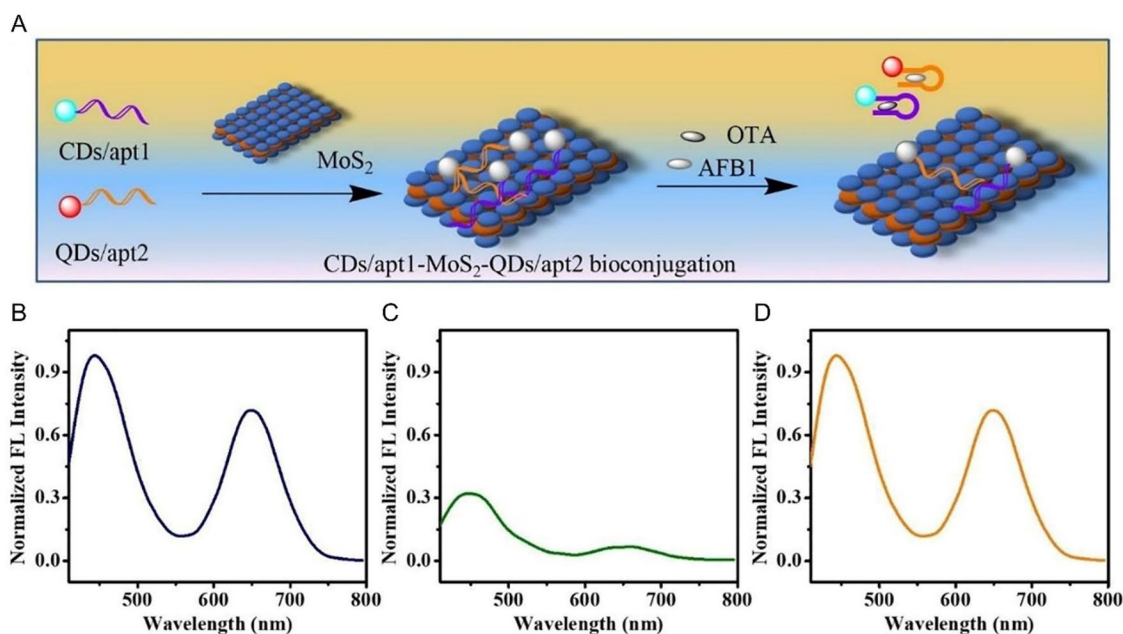 A
CDs/apt1
QDs/apt2
MoS2
CDs/apt1-MoS2-QDs/apt2 bioconjugation
OTA
AFB1
B
Normalized FL Intensity
0.9
0.6
0.3
0.0
500 600 700 800
Wavelength (nm)
C
Normalized FL Intensity
0.9
0.6
0.3
0.0
500 600 700 800
Wavelength (nm)
D
Normalized FL Intensity
0.9
0.6
0.3
0.0
500 600 700 800
Wavelength (nm)